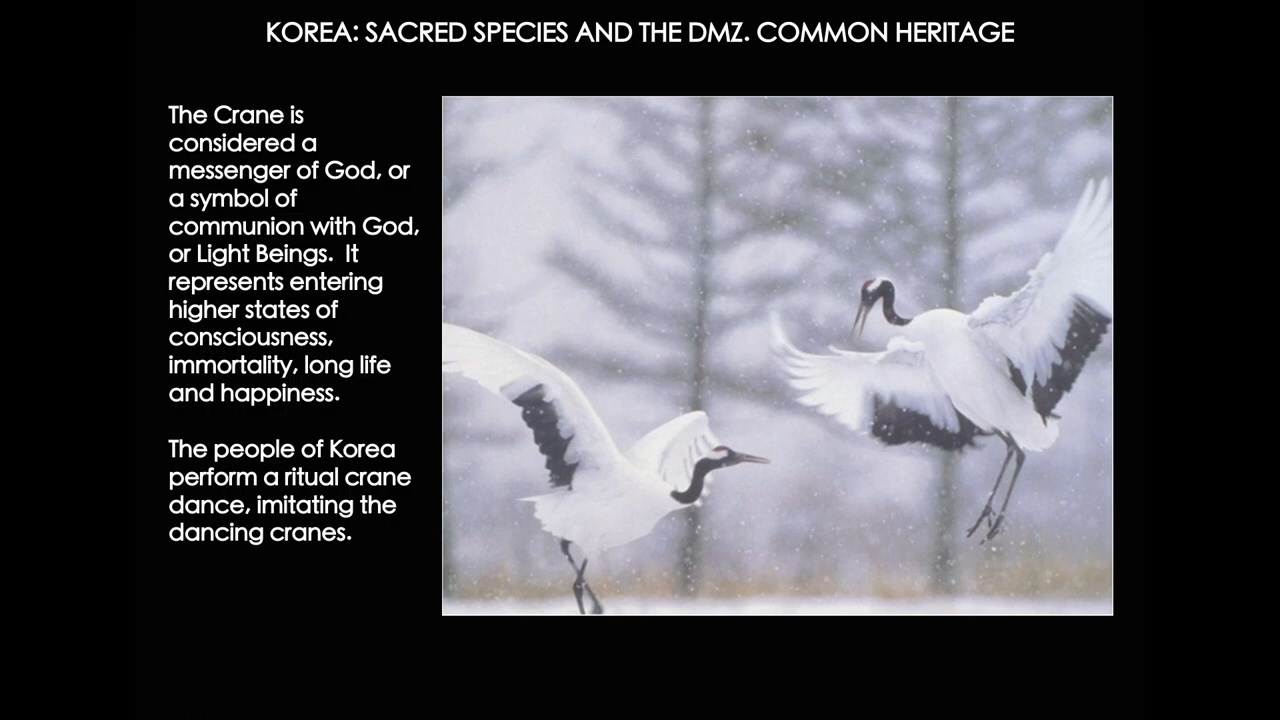 KOREA: SACRED SPECIES AND THE DMZ. COMMON HERITAGE
The Crane is
considered a
messenger of God, or
a symbol of
communion with God,
or Light Beings.  It
represents entering
higher states of
consciousness,
immortality, long life
and happiness.
The people of Korea
perform a ritual crane
dance, imitating the
dancing cranes.